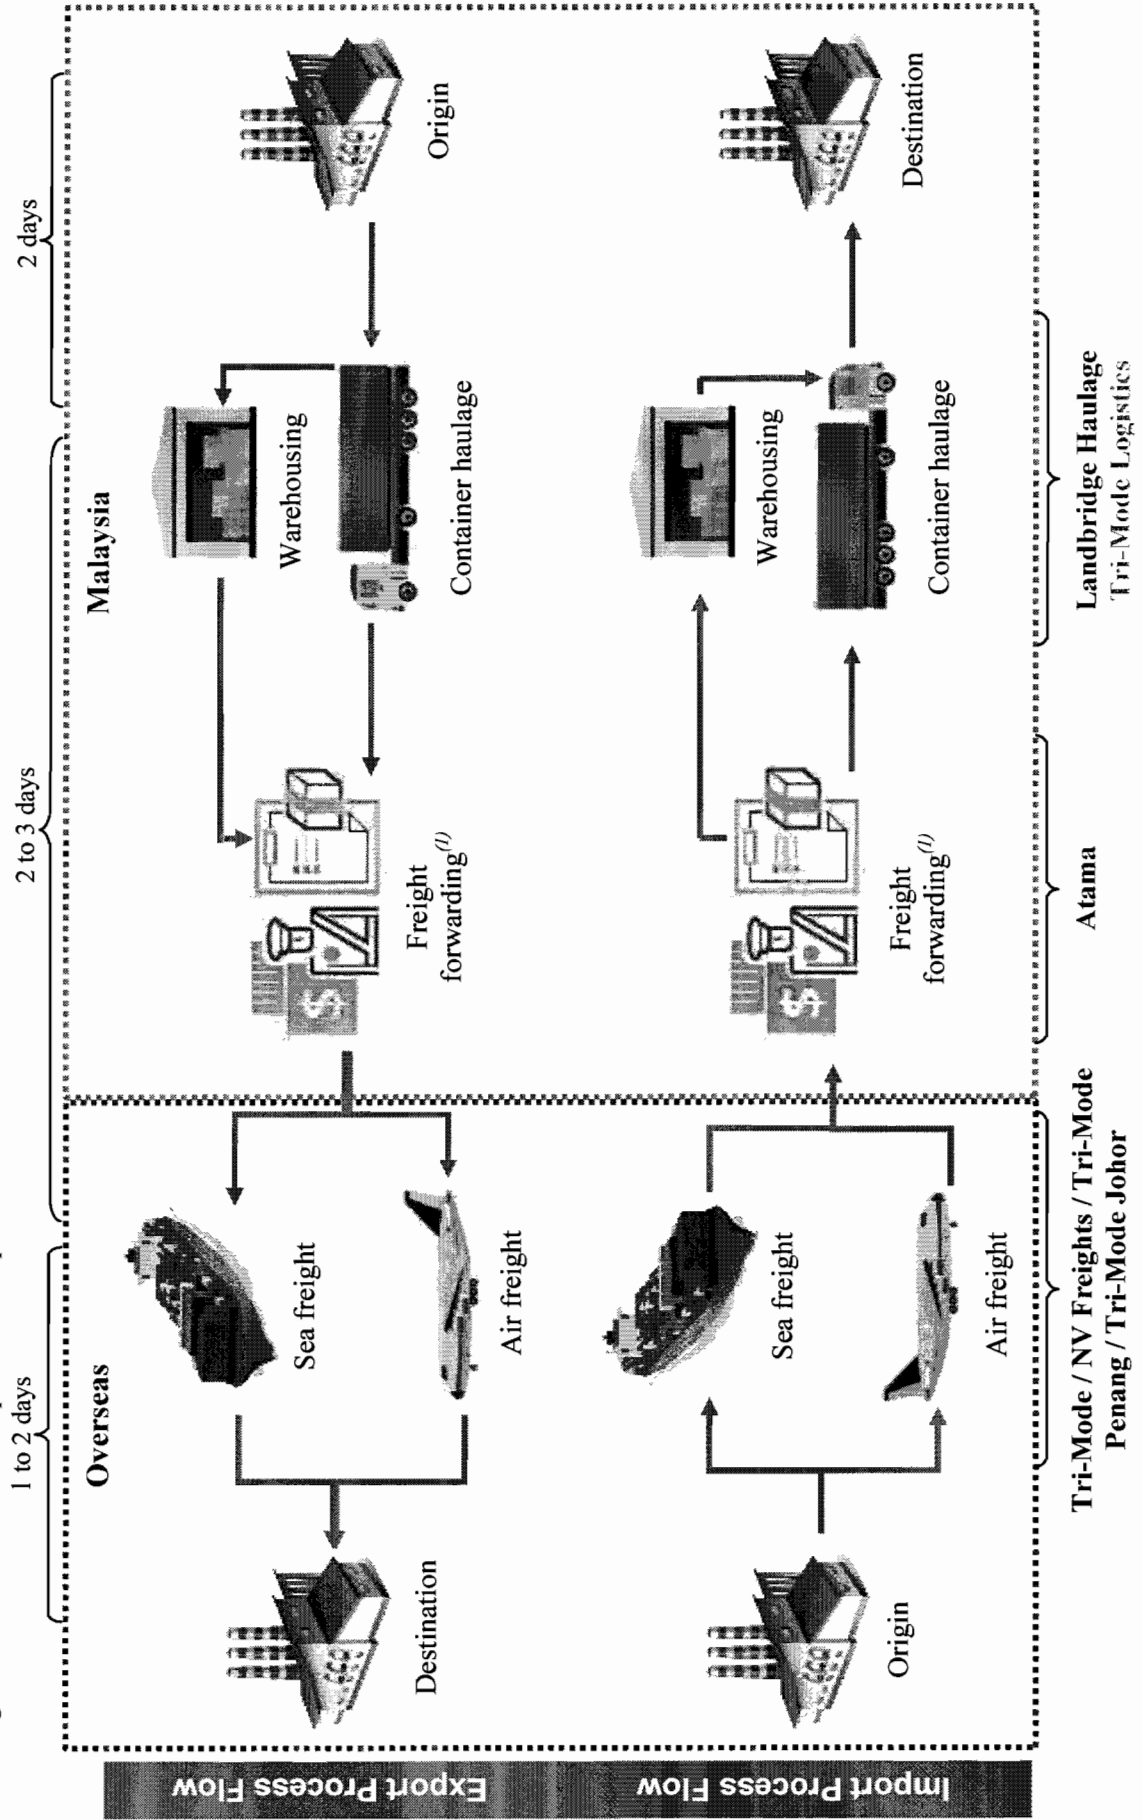 1 to 2 days
2 to 3 days
2 days
Overseas
Malaysia
Export Process Flow
Destination
Sea freight
Air freight
Freight
forwarding(1)
Warehousing
Container haulage
Origin
Import Process Flow
Origin
Sea freight
Air freight
Freight
forwarding(1)
Warehousing
Container haulage
Destination
Tri-Mode / NV Freights / Tri-Mode
Penang / Tri-Mode Johor
Atama
Landbridge Haulage
Tri-Mode Logistics